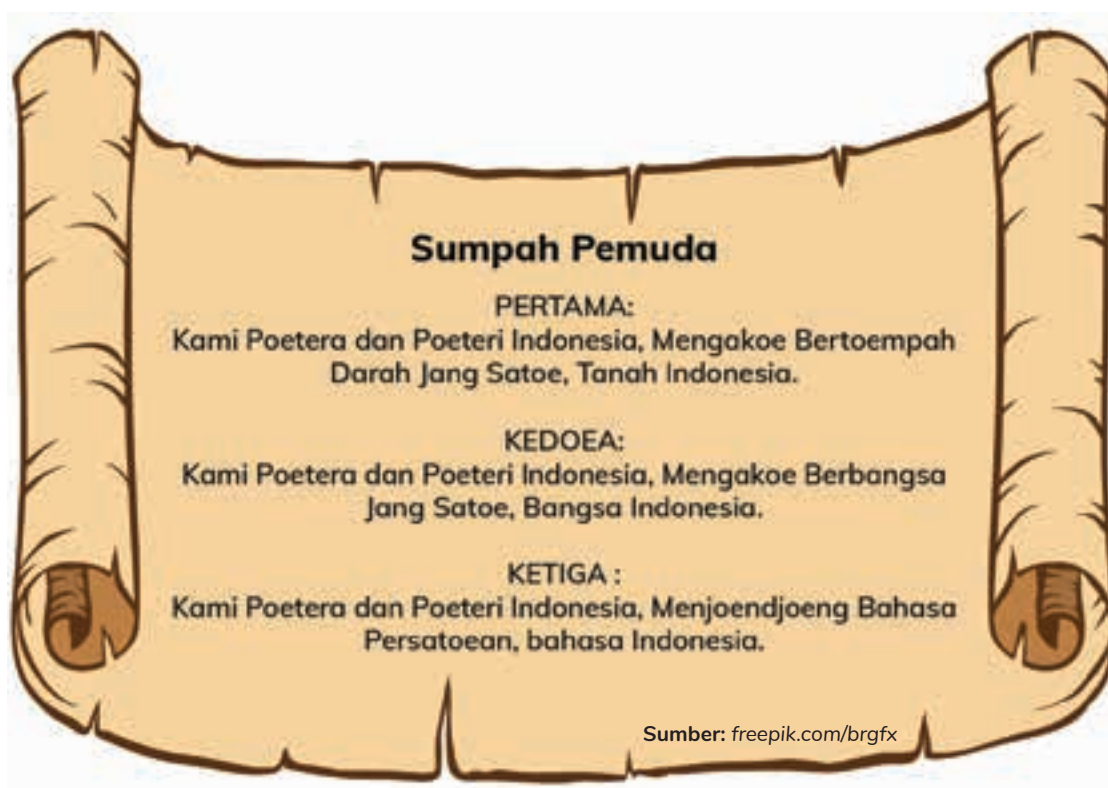 Sumpah Pemuda
PERTAMA:
Kami Poetera dan Poeteri Indonesia, Mengakoe Bertoempah
Darah Jang Satoe, Tanah Indonesia.
KEDOEA:
Kami Poetera dan Poeteri Indonesia, Mengakoe Berbangsa
Jang Satoe, Bangsa Indonesia.
KETIGA :
Kami Poetera dan Poeteri Indonesia, Menjoendjoeng Bahasa
Persatoean, bahasa Indonesia.
Sumber: freepik.com/brgfx